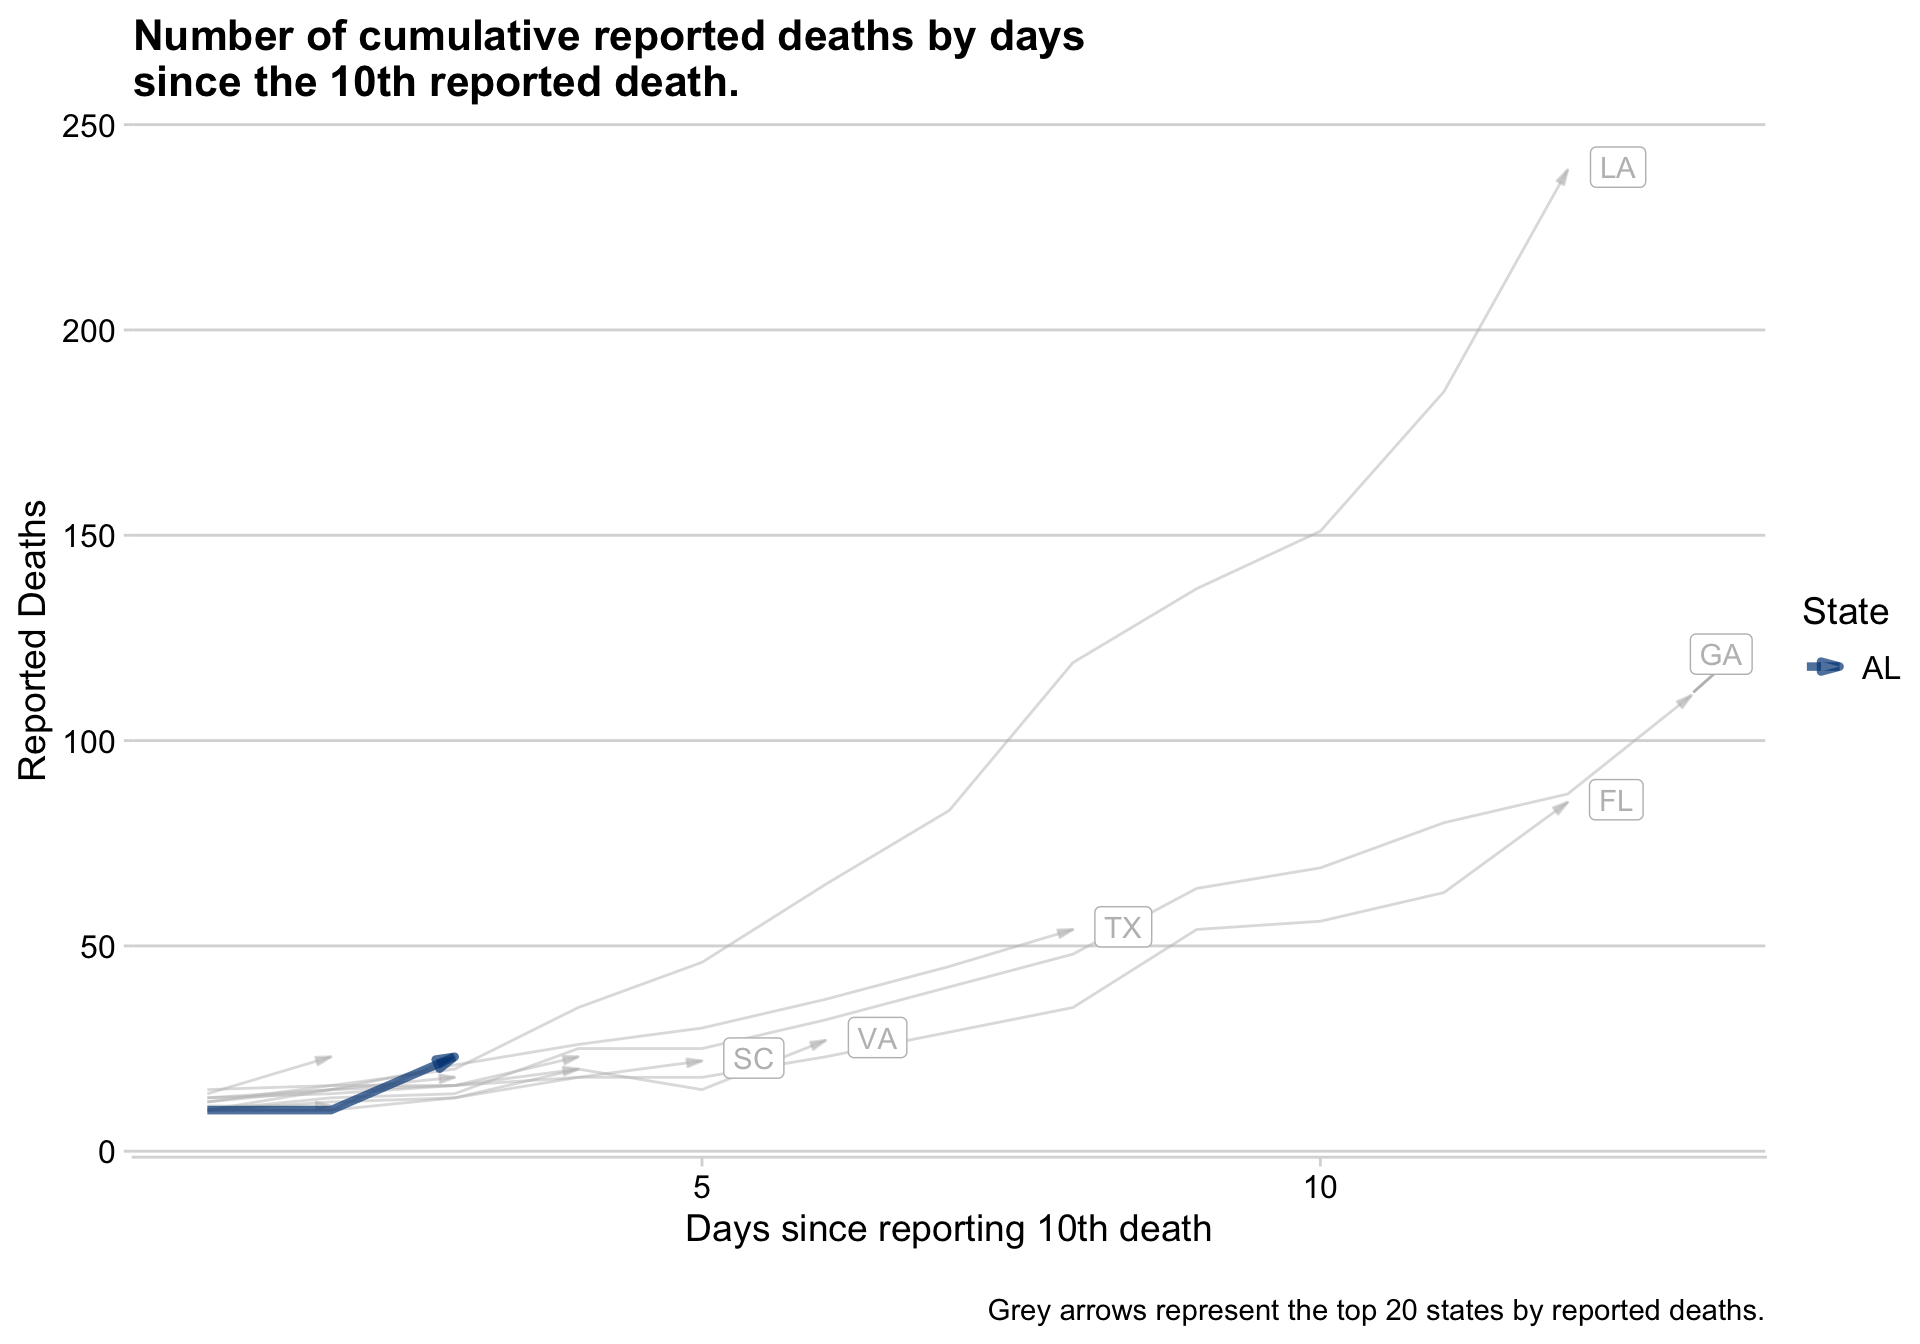 Number of cumulative reported deaths by days
since the 10th reported death.
250
200
150
100
50
0
Reported Deaths
LA
GA
FL
TX
VA
SC
State
AL
5
10
Days since reporting 10th death
Grey arrows represent the top 20 states by reported deaths.